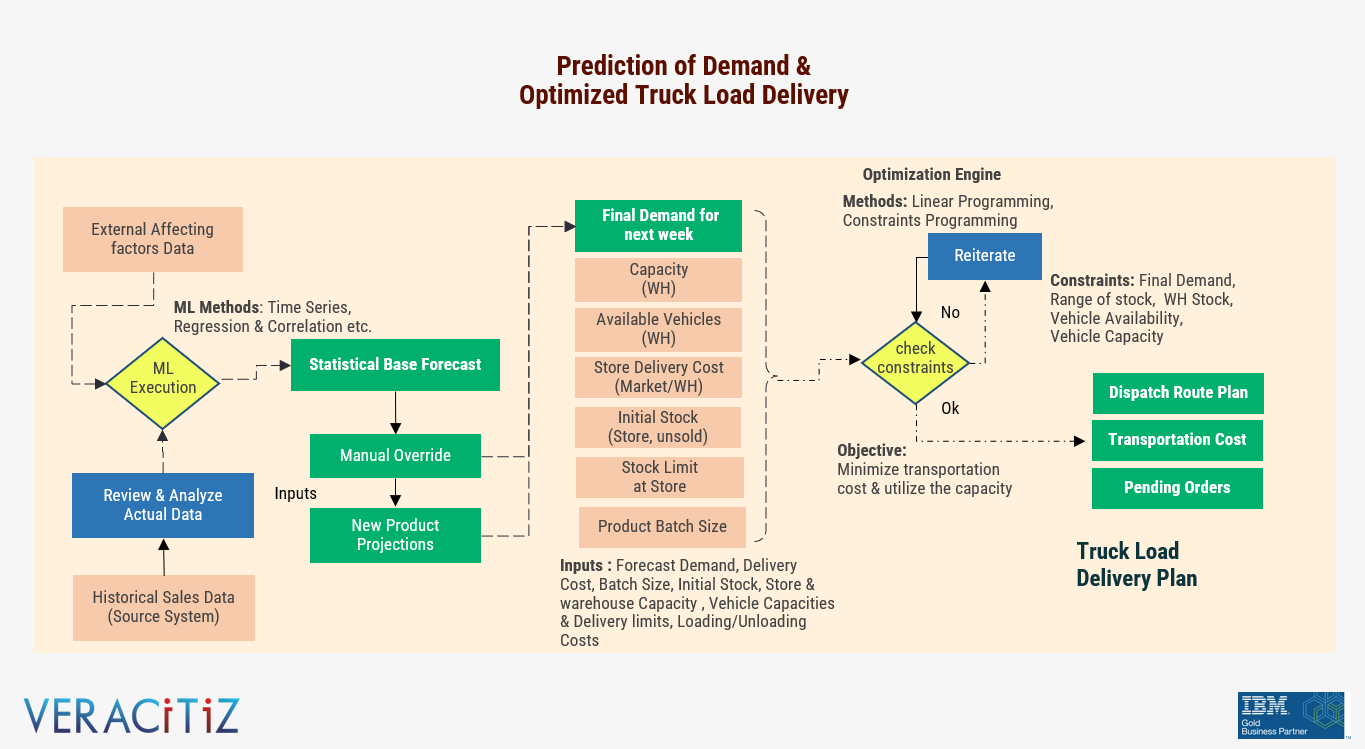 Prediction of Demand &
Optimized Truck Load Delivery
External Affecting
factors Data
ML Methods: Time Series,
Regression & Correlation etc.
ML
Execution
Statistical Base Forecast
Manual Override
Inputs
New Product
Projections
Review & Analyze
Actual Data
Historical Sales Data
(Source System)
Final Demand for
next week
Capacity
(WH)
Available Vehicles
(WH)
Store Delivery Cost
(Market/WH)
Initial Stock
(Store, unsold)
Stock Limit
at Store
Product Batch Size
Inputs : Forecast Demand, Delivery
Cost, Batch Size, Initial Stock, Store &
warehouse Capacity , Vehicle Capacities
& Delivery limits, Loading/Unloading
Costs
Optimization Engine
Methods: Linear Programming,
Constraints Programming
Reiterate
Constraints: Final Demand,
Range of stock, WH Stock,
Vehicle Availability,
Vehicle Capacity
No
check
constraints
Ok
Objective:
Minimize transportation
cost & utilize the capacity
Dispatch Route Plan
Transportation Cost
Pending Orders
Truck Load
Delivery Plan
VERACiTiZ
IBM
Gold
Business Partner